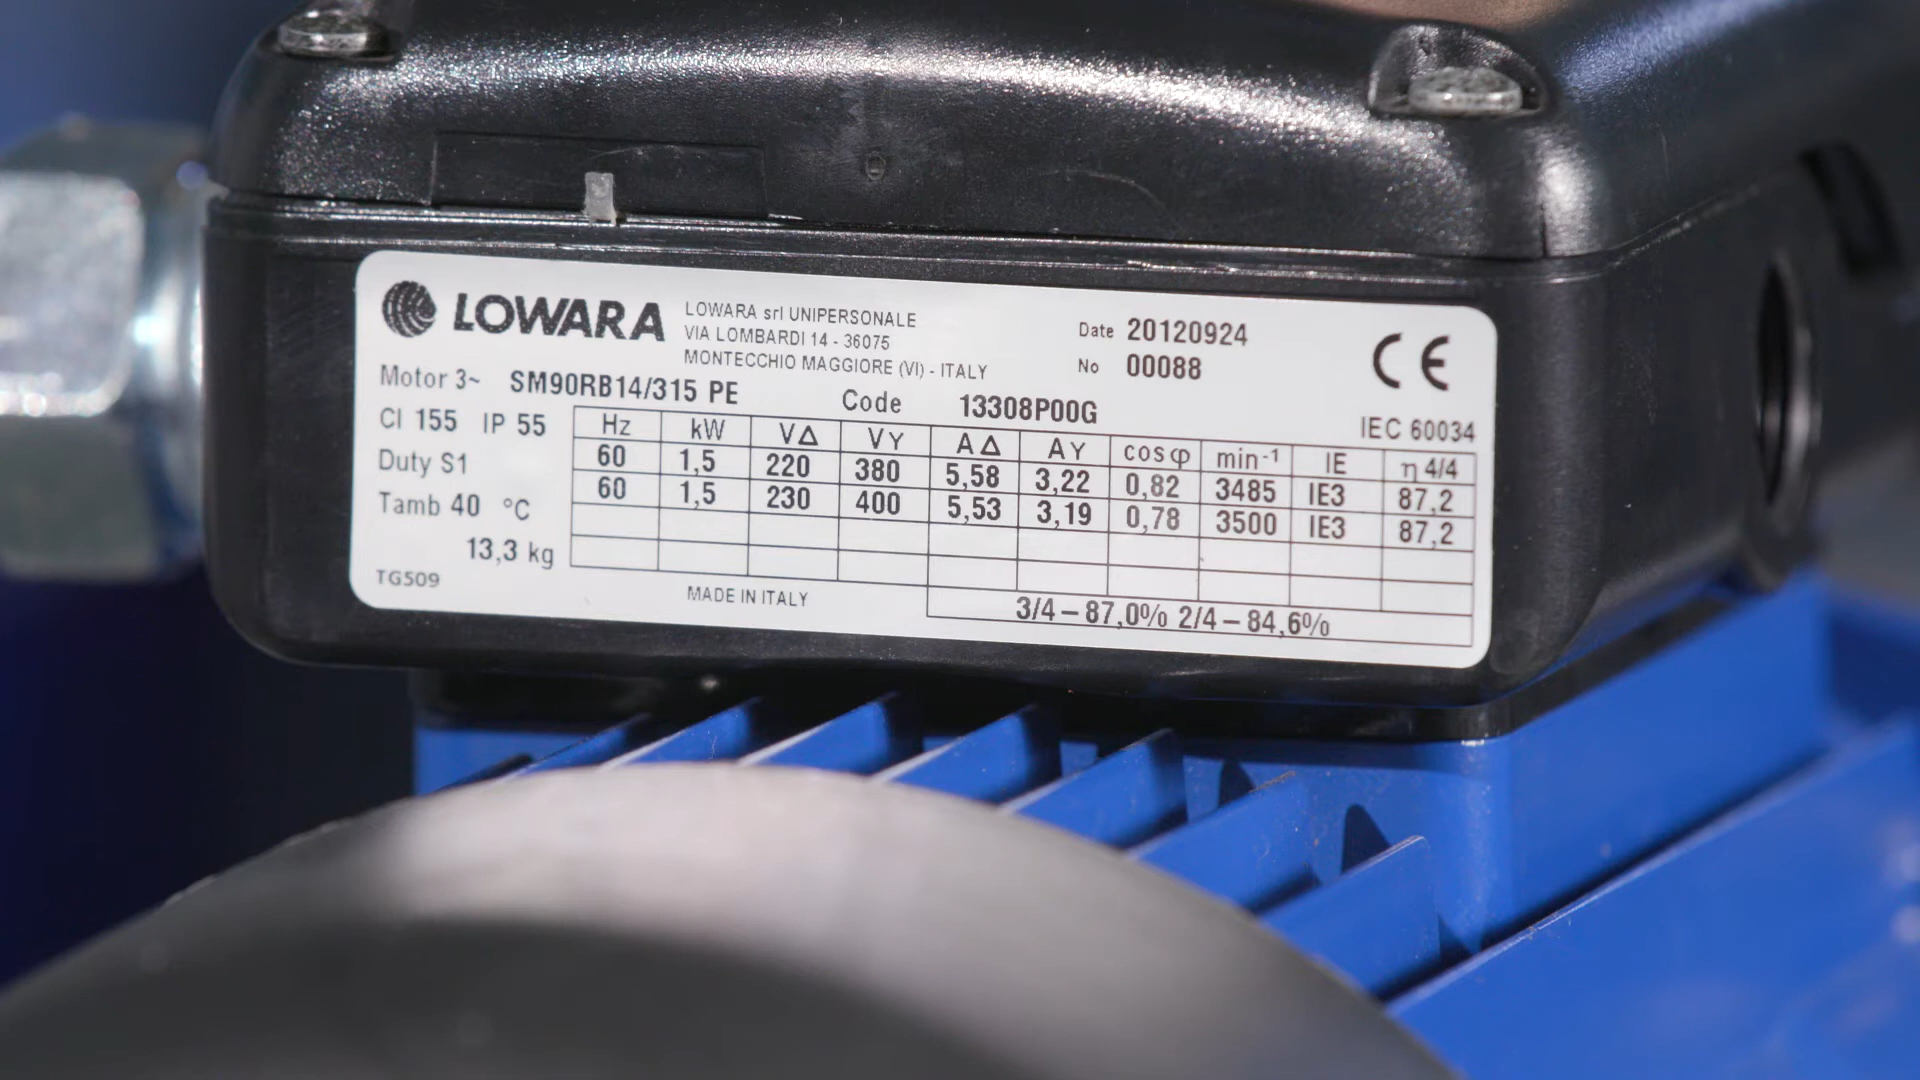 LOWARA
LOWARA srl UNIPERSONALE
VIA LOMBARDI 14 - 36075
MONTECCHIO MAGGIORE (VI) - ITALY
Date 20120924
No 00088
CE
Motor 3~ SM90RB14/315 PE Code 13308P00G
IEC 60034
CI 155 IP 55
Duty S1
Tamb 40 °C
13,3 kg
TG509
Hz kW V∆ VY A∆ AY cosφ min-¹ IE η 4/4
60 1,5 220 380 5,58 3,22 0,82 3485 IE3 87,2
60 1,5 230 400 5,53 3,19 0,78 3500 IE3 87,2
MADE IN ITALY
3/4 – 87,0% 2/4 – 84,6%